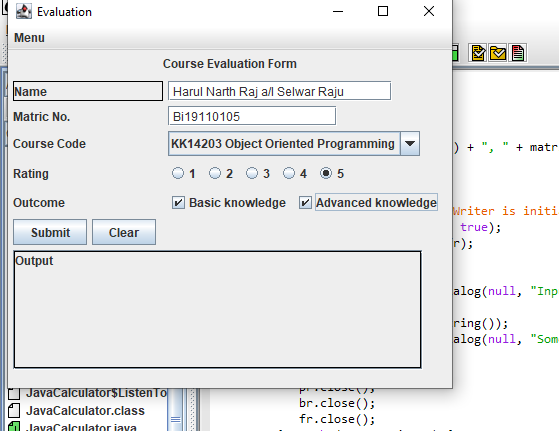 Evaluation
Menu
Course Evaluation Form
Name
Harul Narth Raj a/l Selwar Raju
Matric No.
Bi19110105
Course Code
KK14203 Object Oriented Programming
Rating
1 2 3 4 5
Outcome
Basic knowledge
Advanced knowledge
Submit
Clear
Output
) + ", " + matr
Writer is initi
true);
r);
alog(null, "Inp
ring());
alog(null, "Som
br.close();
fr.close();
JavaCalculator$ListenTo
JavaCalculator.class
JavaCalculator.java